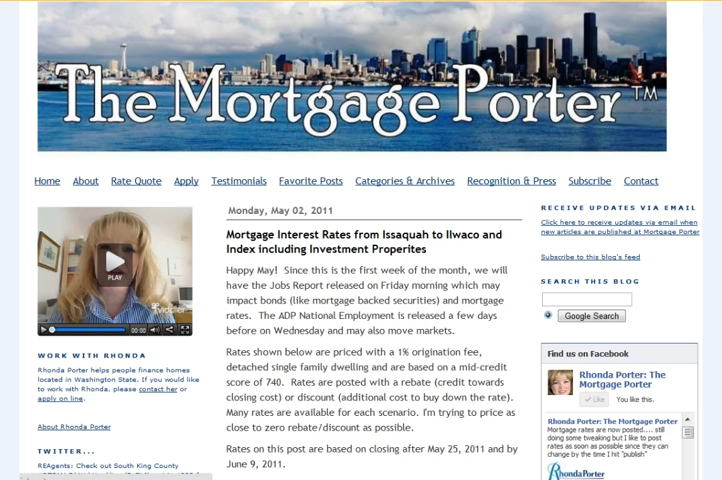 The Mortgage Porter™
Home About Rate Quote Apply Testimonials Favorite Posts Categories & Archives Recognition & Press Subscribe Contact
PLAY
viddler
00:00
WORK WITH RHONDA
Rhonda Porter helps people finance homes
located in Washington State. If you would like
to work with Rhonda, please contact her or
apply on line.
About Rhonda Porter
TWITTER...
REAgents: Check out South King County
Monday, May 02, 2011
Mortgage Interest Rates from Issaquah to Ilwaco and
Index including Investment Properites
Happy May! Since this is the first week of the month, we will
have the Jobs Report released on Friday morning which may
impact bonds (like mortgage backed securities) and mortgage
rates. The ADP National Employment is released a few days
before on Wednesday and may also move markets.
Rates shown below are priced with a 1% origination fee,
detached single family dwelling and are based on a mid-credit
score of 740. Rates are posted with a rebate (credit towards
closing cost) or discount (additional cost to buy down the rate).
Many rates are available for each scenario. I'm trying to price as
close to zero rebate/discount as possible.
Rates on this post are based on closing after May 25, 2011 and by
June 9, 2011.
RECEIVE UPDATES VIA EMAIL
Click here to receive updates via email when
new articles are published at Mortgage Porter
Subscribe to this blog's feed
SEARCH THIS BLOG
Google Search
Find us on Facebook
Rhonda Porter: The
Mortgage Porter
Like You like this.
Rhonda Porter: The Mortgage Porter
Mortgage rates are now posted.... still
doing some tweaking but I like to post
rates as soon as possible since they can
change by the time I hit "publish"
RhondaPorter